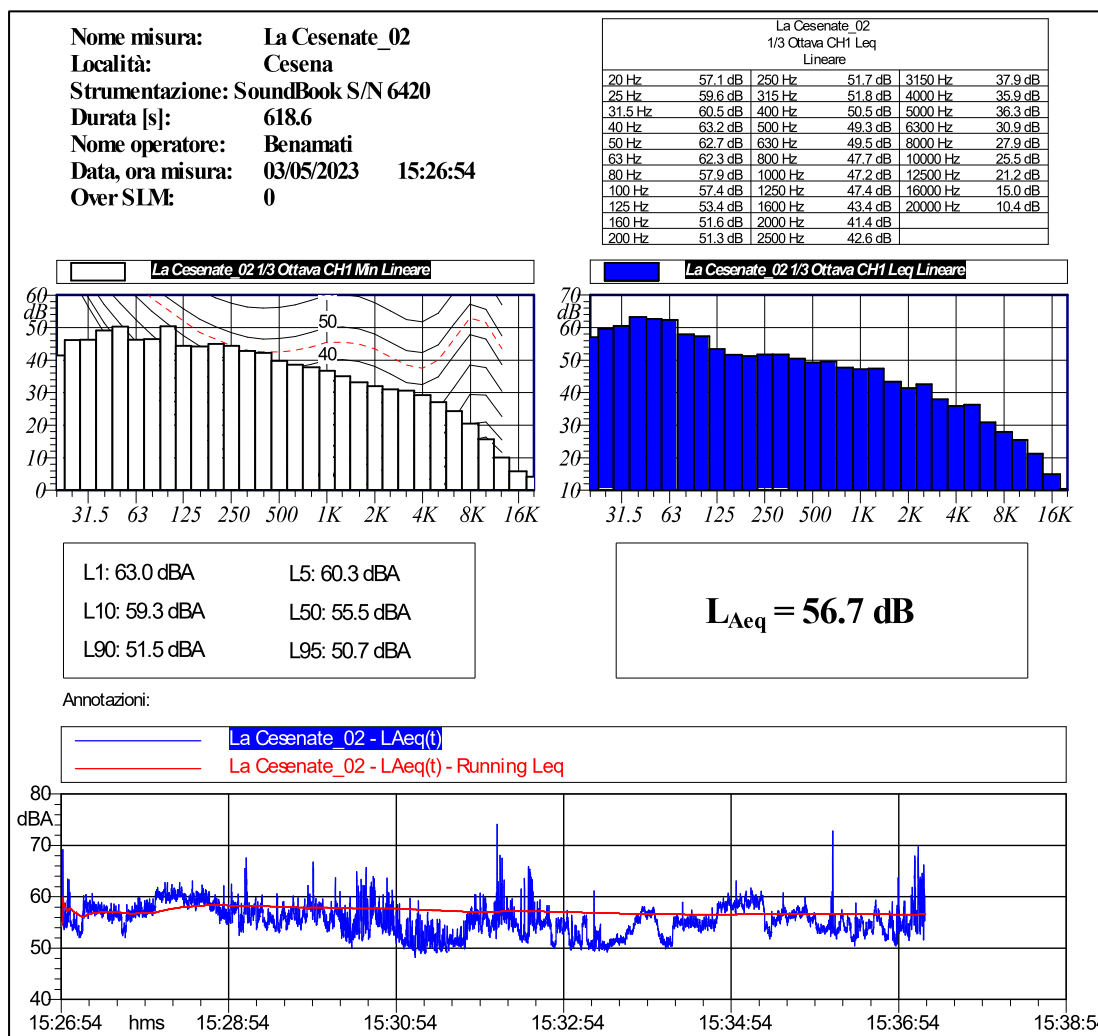 Nome misura: La Cesenate_02
Località: Cesena
Strumentazione: SoundBook S/N 6420
Durata [s]: 618.6
Nome operatore: Benamati
Data, ora misura: 03/05/2023 15:26:54
Over SLM: 0
La Cesenate_02
1/3 Ottava CH1 Leq
Lineare
20 Hz 57.1 dB 250 Hz 51.7 dB 3150 Hz 37.9 dB
25 Hz 59.6 dB 315 Hz 51.8 dB 4000 Hz 35.9 dB
31.5 Hz 60.5 dB 400 Hz 50.5 dB 5000 Hz 36.3 dB
40 Hz 63.2 dB 500 Hz 49.3 dB 6300 Hz 30.9 dB
50 Hz 62.7 dB 630 Hz 49.5 dB 8000 Hz 27.9 dB
63 Hz 62.3 dB 800 Hz 47.7 dB 10000 Hz 25.5 dB
80 Hz 57.9 dB 1000 Hz 47.2 dB 12500 Hz 21.2 dB
100 Hz 57.4 dB 1250 Hz 47.4 dB 16000 Hz 15.0 dB
125 Hz 53.4 dB 1600 Hz 43.4 dB 20000 Hz 10.4 dB
160 Hz 51.6 dB 2000 Hz 41.4 dB
200 Hz 51.3 dB 2500 Hz 42.6 dB
La Cesenate_02 1/3 Ottava CH1 Min Lineare
60
dB
50
40
30
20
10
0
50
40
31.5 63 125 250 500 1K 2K 4K 8K 16K
La Cesenate_02 1/3 Ottava CH1 Leq Lineare
70
dB
60
50
40
30
20
10
31.5 63 125 250 500 1K 2K 4K 8K 16K
L1: 63.0 dBA L5: 60.3 dBA
L10: 59.3 dBA L50: 55.5 dBA
L90: 51.5 dBA L95: 50.7 dBA
LAeq = 56.7 dB
Annotazioni:
La Cesenate_02 - LAeq(t)
La Cesenate_02 - LAeq(t) - Running Leq
80
dBA
70
60
50
40
15:26:54 hms 15:28:54 15:30:54 15:32:54 15:34:54 15:36:54 15:38:54